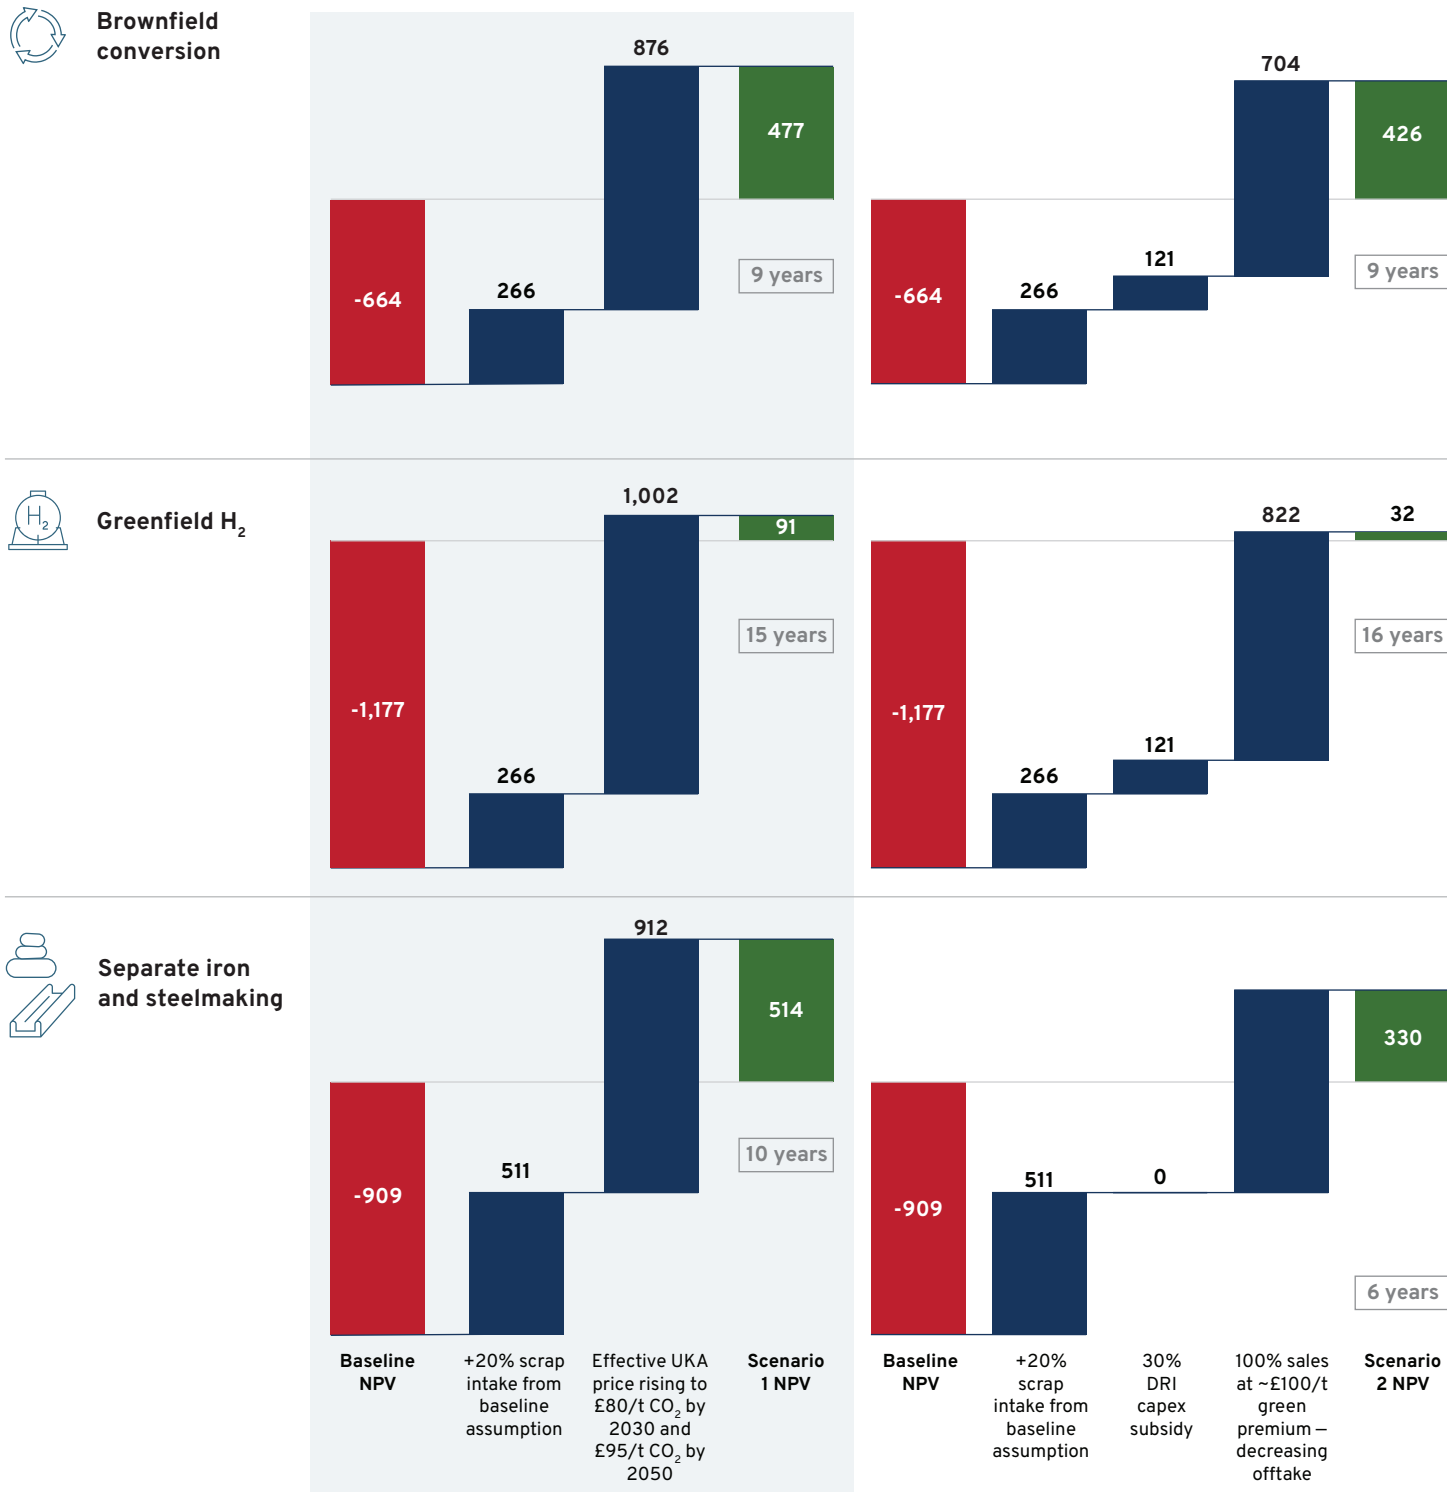 Brownfield
conversion
876
477
9 years
-664
266
704
426
9 years
-664
266
121
Greenfield H₂
H₂
1,002
91
15 years
-1,177
266
822
32
16 years
-1,177
266
121
Separate iron
and steelmaking
912
514
10 years
-909
511
330
6 years
-909
511
0
Baseline
NPV
+20% scrap
intake from
baseline
assumption
Effective UKA
price rising to
£80/t CO₂ by
2030 and
£95/t CO₂ by
2050
Scenario
1 NPV
Baseline
NPV
+20%
scrap
intake from
baseline
assumption
30%
DRI
capex
subsidy
100% sales
at ~£100/t
green
premium —
decreasing
offtake
Scenario
2 NPV